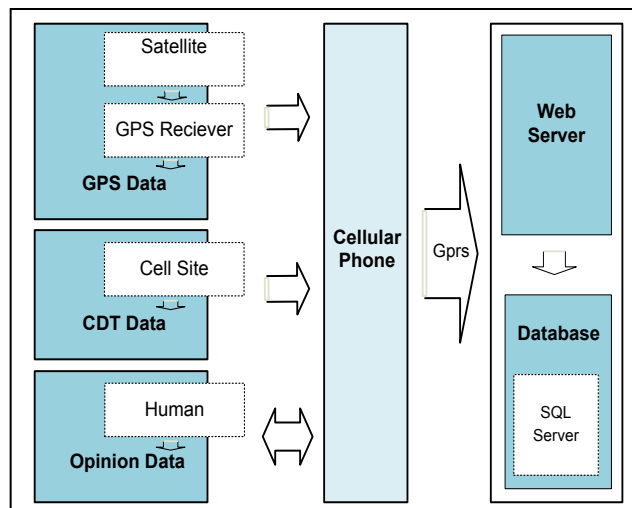 Satellite
GPS Reciever
GPS Data
Cell Site
CDT Data
Human
Opinion Data
Cellular
Phone
Gprs
Web
Server
Database
SQL
Server